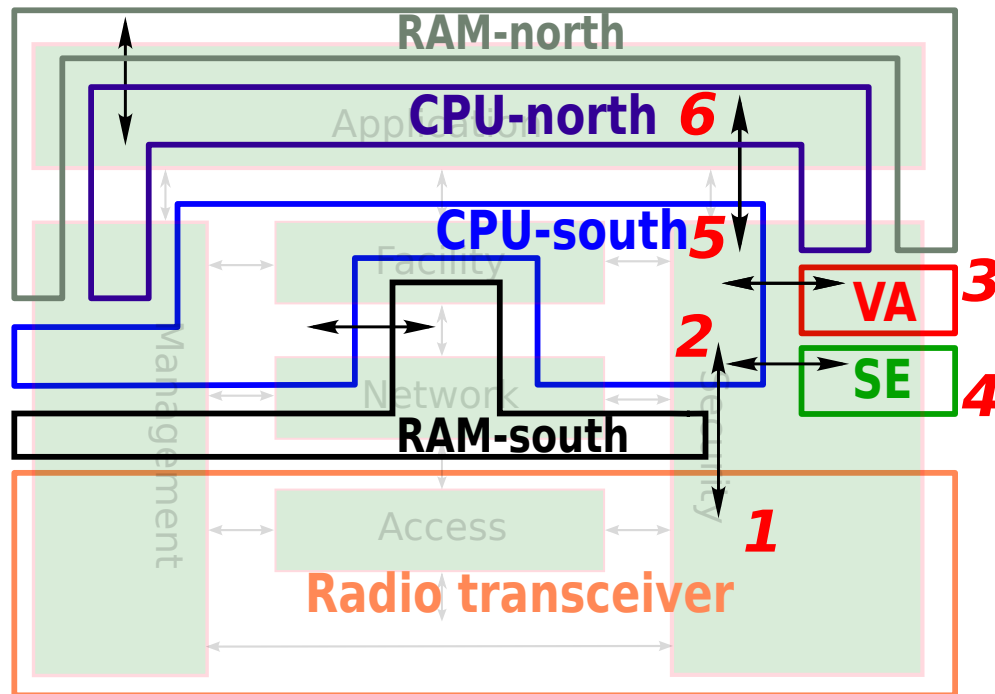 RAM-north
Application
CPU-north
6
CPU-south
5
Facility
3
VA
2
SE
4
Management
Network
Security
RAM-south
Access
1
Radio transceiver